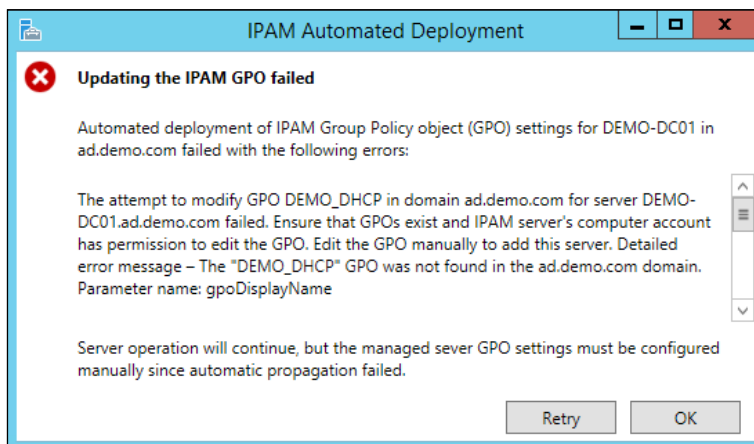 IPAM Automated Deployment
Updating the IPAM GPO failed
Automated deployment of IPAM Group Policy object (GPO) settings for DEMO-DC01 in
ad.demo.com failed with the following errors:
The attempt to modify GPO DEMO_DHCP in domain ad.demo.com for server DEMO-
DC01.ad.demo.com failed. Ensure that GPOs exist and IPAM server's computer account
has permission to edit the GPO. Edit the GPO manually to add this server. Detailed
error message – The "DEMO_DHCP" GPO was not found in the ad.demo.com domain.
Parameter name: gpoDisplayName
Server operation will continue, but the managed sever GPO settings must be configured
manually since automatic propagation failed.
Retry
OK